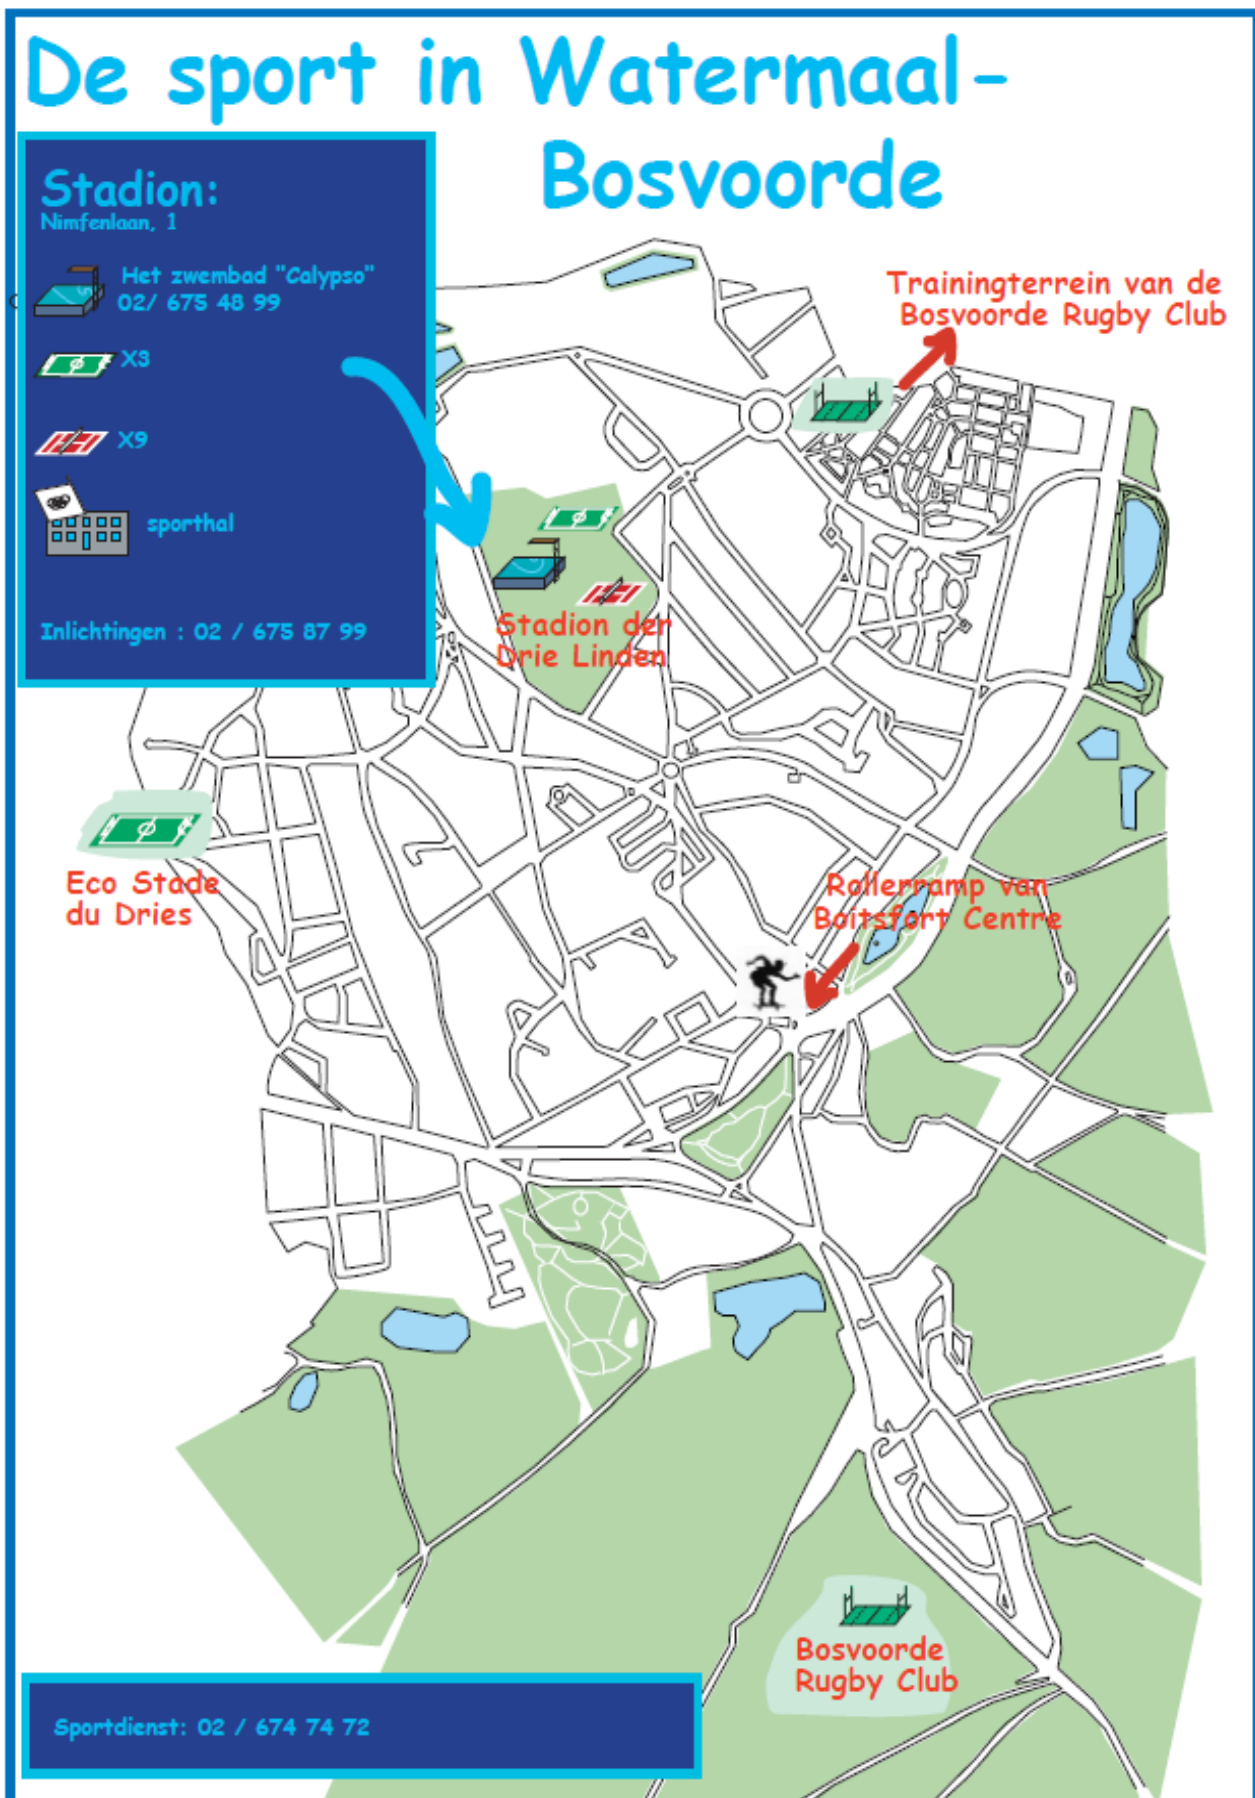 De sport in Watermaal-
Bosvoorde
Stadion:
Nimfenlaan, 1
Het zwembad "Calypso"
02/ 675 48 99
X3
X9
sporthal
Inlichtingen : 02 / 675 87 99
Trainingterrein van de
Bosvoorde Rugby Club
Stadion der
Drie Linden
Eco Stade
du Dries
Rollerramp van
Boitsfort Centre
Bosvoorde
Rugby Club
Sportdienst: 02 / 674 74 72